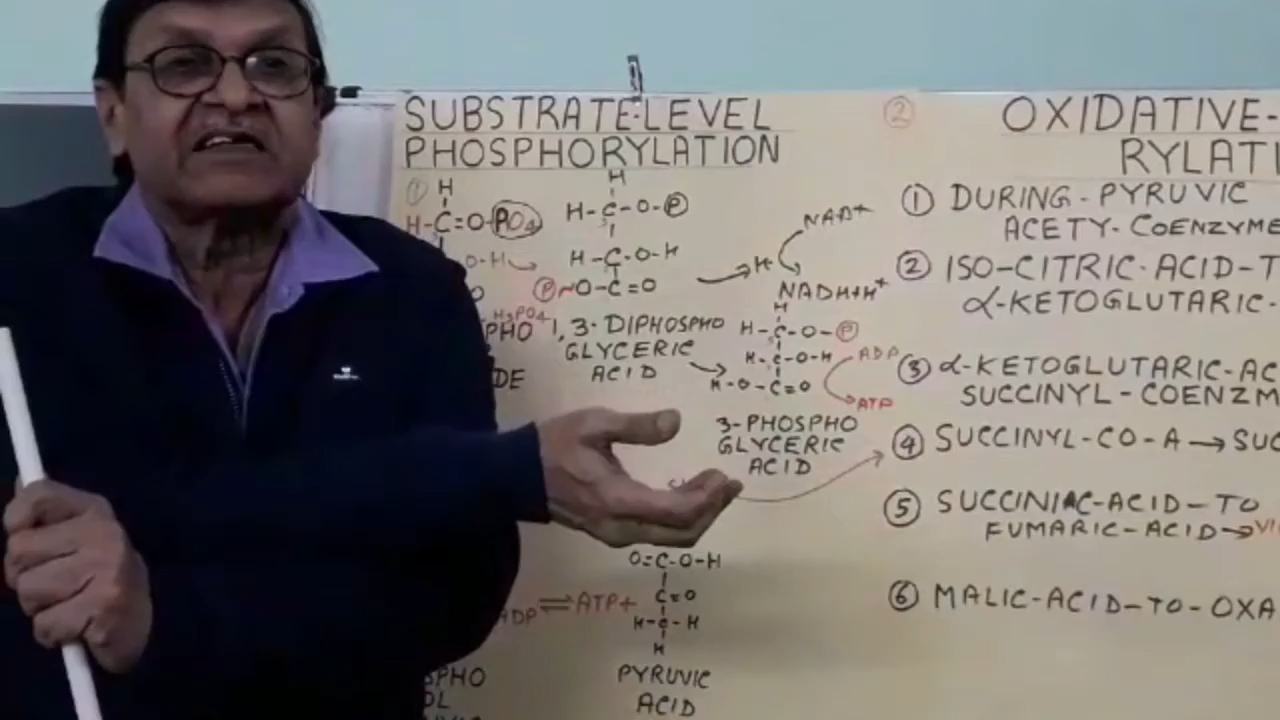 SUBSTRATE-LEVEL
PHOSPHORYLATION
①
H
H-C=O-PO4
O-H
H3PO4
PHO
DE
H
H-C-O-P
H-C-O-H
P~O-C=O
1,3-DIPHOSPHO
GLYCERIC
ACID
H
NAD+
NADH+H+
H
H-C-O-P
H-C-O-H
H-O-C=O
ADP
ATP
3-PHOSPHO
GLYCERIC
ACID
ADP ⇌ ATP+
O=C-O-H
C=O
H-C-H
H
PYRUVIC
ACID
SPHO
OL
② OXIDATIVE-
RYLATI
① DURING-PYRUVIC
ACETY-COENZYME
② ISO-CITRIC-ACID-T
α-KETOGLUTARIC-
③ α-KETOGLUTARIC-AC
SUCCINYL-COENZM
④ SUCCINYL-CO-A→SUC
⑤ SUCCINIAC-ACID-TO
FUMARIC-ACID→VI
⑥ MALIC-ACID-TO-OXA